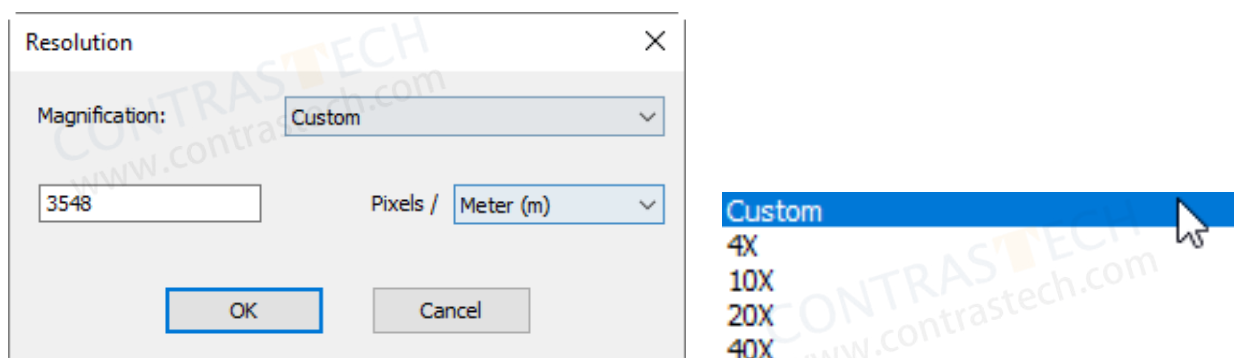 Resolution
Magnification: Custom
3548 Pixels / Meter (m)
OK Cancel
CONTRASTECH
www.contrastech.com
Custom
4X
10X
20X
40X
CONTRASTECH
www.contrastech.com